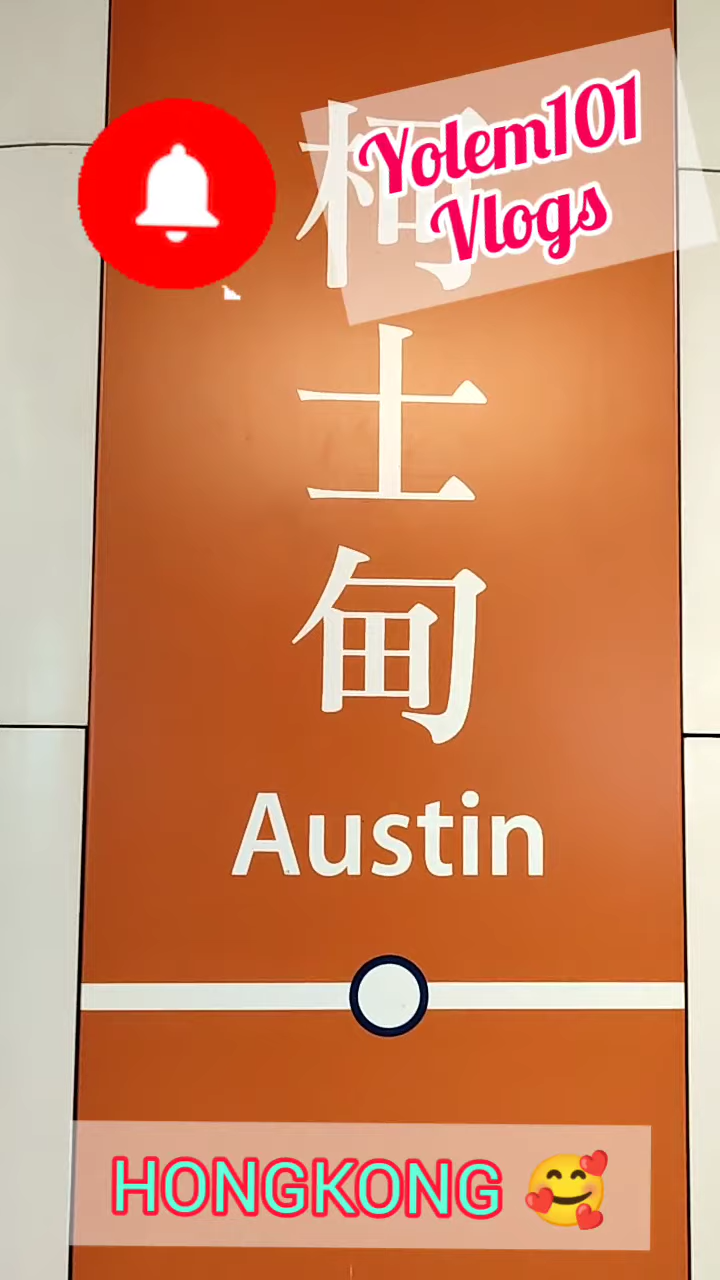 Yolem101
Vlogs
柯
士
甸
Austin
HONGKONG 🥰